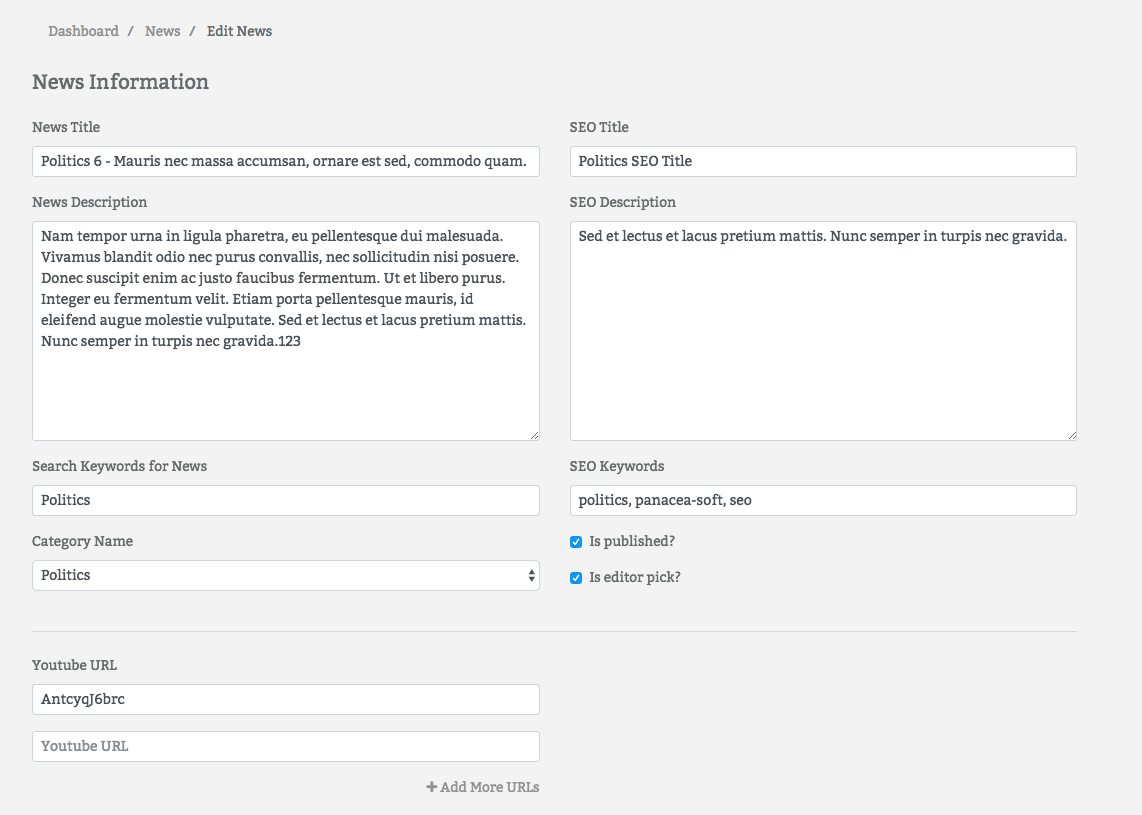 Dashboard / News / Edit News
News Information
News Title
Politics 6 - Mauris nec massa accumsan, ornare est sed, commodo quam.
News Description
Nam tempor urna in ligula pharetra, eu pellentesque dui malesuada.
Vivamus blandit odio nec purus convallis, nec sollicitudin nisi posuere.
Donec suscipit enim ac justo faucibus fermentum. Ut et libero purus.
Integer eu fermentum velit. Etiam porta pellentesque mauris, id
eleifend augue molestie vulputate. Sed et lectus et lacus pretium mattis.
Nunc semper in turpis nec gravida.123
Search Keywords for News
Politics
Category Name
Politics
SEO Title
Politics SEO Title
SEO Description
Sed et lectus et lacus pretium mattis. Nunc semper in turpis nec gravida.
SEO Keywords
politics, panacea-soft, seo
Is published?
Is editor pick?
Youtube URL
AntcyqJ6brc
Youtube URL
+ Add More URLs